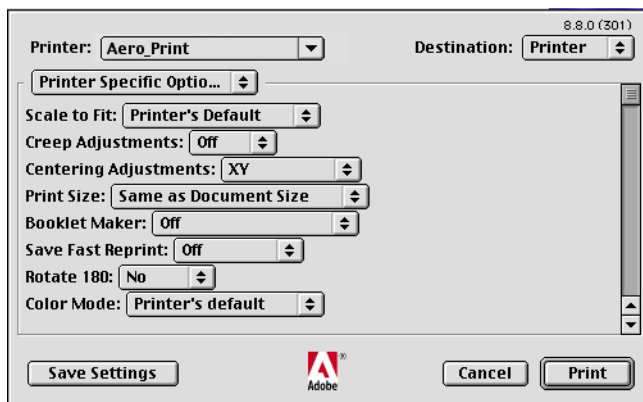 8.8.0 (301)
Printer: Aero_Print Destination: Printer
Printer Specific Optio...
Scale to Fit: Printer's Default
Creep Adjustments: Off
Centering Adjustments: XY
Print Size: Same as Document Size
Booklet Maker: Off
Save Fast Reprint: Off
Rotate 180: No
Color Mode: Printer's default
Save Settings Adobe® Cancel Print